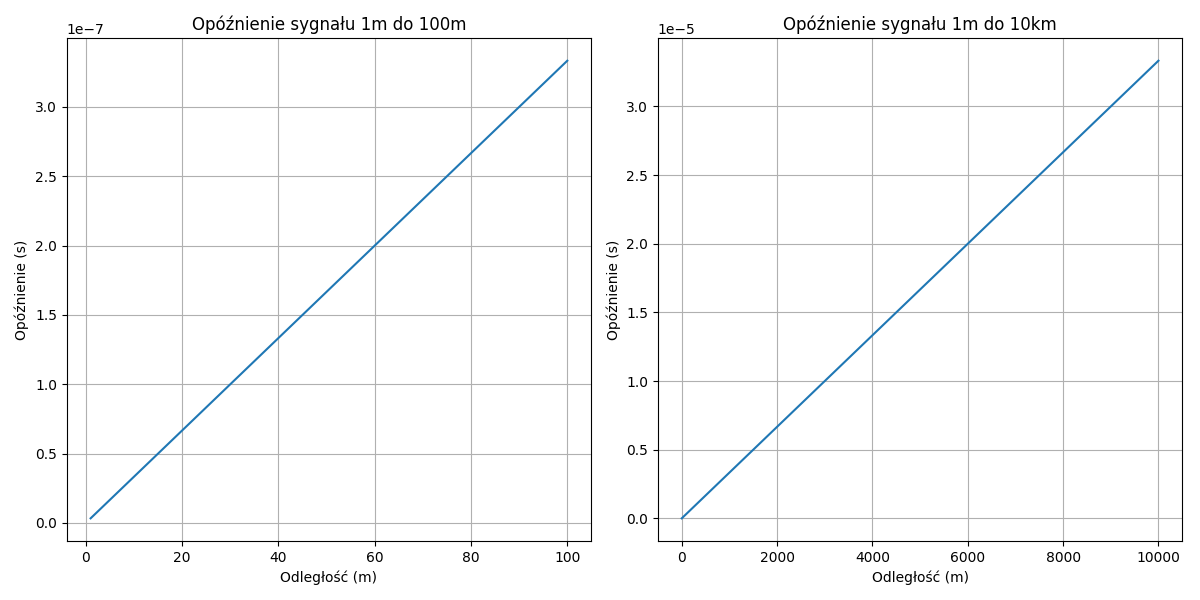 Opóźnienie sygnału 1m do 100m
1e−7
3.0
2.5
2.0
1.5
1.0
0.5
0.0
0 20 40 60 80 100
Opóźnienie (s)
Odległość (m)
Opóźnienie sygnału 1m do 10km
1e−5
3.0
2.5
2.0
1.5
1.0
0.5
0.0
0 2000 4000 6000 8000 10000
Opóźnienie (s)
Odległość (m)